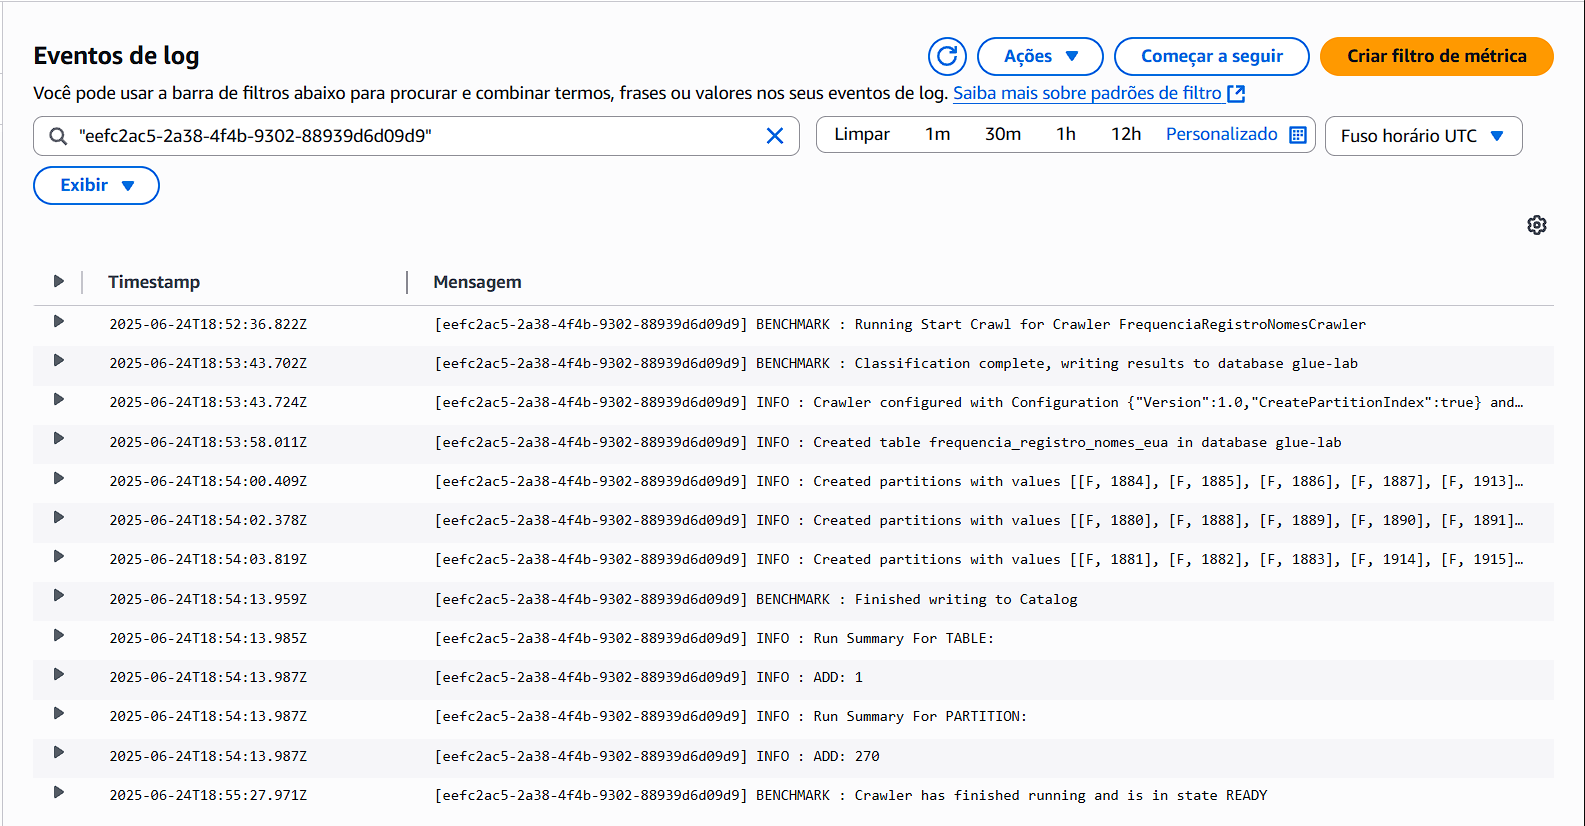 Eventos de log
Ações
Começar a seguir
Criar filtro de métrica
Você pode usar a barra de filtros abaixo para procurar e combinar termos, frases ou valores nos seus eventos de log. Saiba mais sobre padrões de filtro
"eefc2ac5-2a38-4f4b-9302-88939d6d09d9"
Limpar 1m 30m 1h 12h Personalizado
Fuso horário UTC
Exibir
Timestamp Mensagem
2025-06-24T18:52:36.822Z [eefc2ac5-2a38-4f4b-9302-88939d6d09d9] BENCHMARK : Running Start Crawl for Crawler FrequenciaRegistroNomesCrawler
2025-06-24T18:53:43.702Z [eefc2ac5-2a38-4f4b-9302-88939d6d09d9] BENCHMARK : Classification complete, writing results to database glue-lab
2025-06-24T18:53:43.724Z [eefc2ac5-2a38-4f4b-9302-88939d6d09d9] INFO : Crawler configured with Configuration {"Version":1.0,"CreatePartitionIndex":true} and…
2025-06-24T18:53:58.011Z [eefc2ac5-2a38-4f4b-9302-88939d6d09d9] INFO : Created table frequencia_registro_nomes_eua in database glue-lab
2025-06-24T18:54:00.409Z [eefc2ac5-2a38-4f4b-9302-88939d6d09d9] INFO : Created partitions with values [[F, 1884], [F, 1885], [F, 1886], [F, 1887], [F, 1913]…
2025-06-24T18:54:02.378Z [eefc2ac5-2a38-4f4b-9302-88939d6d09d9] INFO : Created partitions with values [[F, 1880], [F, 1888], [F, 1889], [F, 1890], [F, 1891]…
2025-06-24T18:54:03.819Z [eefc2ac5-2a38-4f4b-9302-88939d6d09d9] INFO : Created partitions with values [[F, 1881], [F, 1882], [F, 1883], [F, 1914], [F, 1915]…
2025-06-24T18:54:13.959Z [eefc2ac5-2a38-4f4b-9302-88939d6d09d9] BENCHMARK : Finished writing to Catalog
2025-06-24T18:54:13.985Z [eefc2ac5-2a38-4f4b-9302-88939d6d09d9] INFO : Run Summary For TABLE:
2025-06-24T18:54:13.987Z [eefc2ac5-2a38-4f4b-9302-88939d6d09d9] INFO : ADD: 1
2025-06-24T18:54:13.987Z [eefc2ac5-2a38-4f4b-9302-88939d6d09d9] INFO : Run Summary For PARTITION:
2025-06-24T18:54:13.987Z [eefc2ac5-2a38-4f4b-9302-88939d6d09d9] INFO : ADD: 270
2025-06-24T18:55:27.971Z [eefc2ac5-2a38-4f4b-9302-88939d6d09d9] BENCHMARK : Crawler has finished running and is in state READY